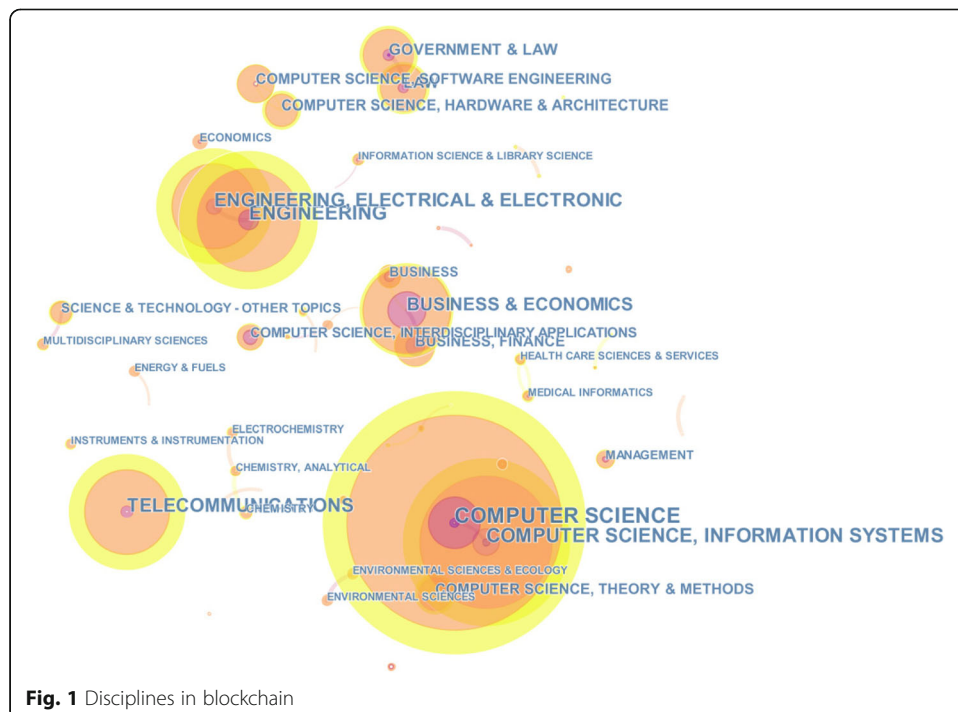 GOVERNMENT & LAW
COMPUTER SCIENCE, SOFTWARE ENGINEERING
LAW
COMPUTER SCIENCE, HARDWARE & ARCHITECTURE
ECONOMICS
INFORMATION SCIENCE & LIBRARY SCIENCE
ENGINEERING, ELECTRICAL & ELECTRONIC
ENGINEERING
BUSINESS
BUSINESS & ECONOMICS
SCIENCE & TECHNOLOGY - OTHER TOPICS
COMPUTER SCIENCE, INTERDISCIPLINARY APPLICATIONS
MULTIDISCIPLINARY SCIENCES
BUSINESS, FINANCE
HEALTH CARE SCIENCES & SERVICES
ENERGY & FUELS
MEDICAL INFORMATICS
ELECTROCHEMISTRY
INSTRUMENTS & INSTRUMENTATION
MANAGEMENT
CHEMISTRY, ANALYTICAL
TELECOMMUNICATIONS
CHEMISTRY
COMPUTER SCIENCE
COMPUTER SCIENCE, INFORMATION SYSTEMS
ENVIRONMENTAL SCIENCES & ECOLOGY
COMPUTER SCIENCE, THEORY & METHODS
ENVIRONMENTAL SCIENCES
Fig. 1 Disciplines in blockchain